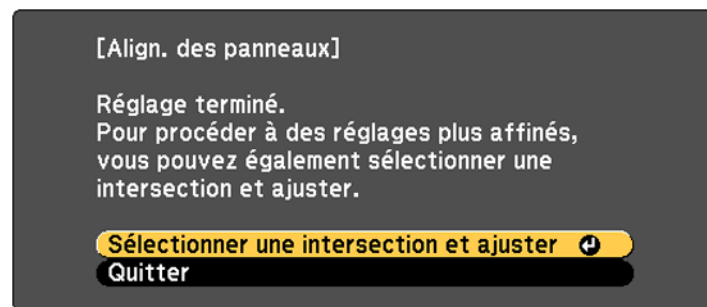 [Align. des panneaux]
Réglage terminé.
Pour procéder à des réglages plus affinés,
vous pouvez également sélectionner une
intersection et ajuster.
Sélectionner une intersection et ajuster
Quitter